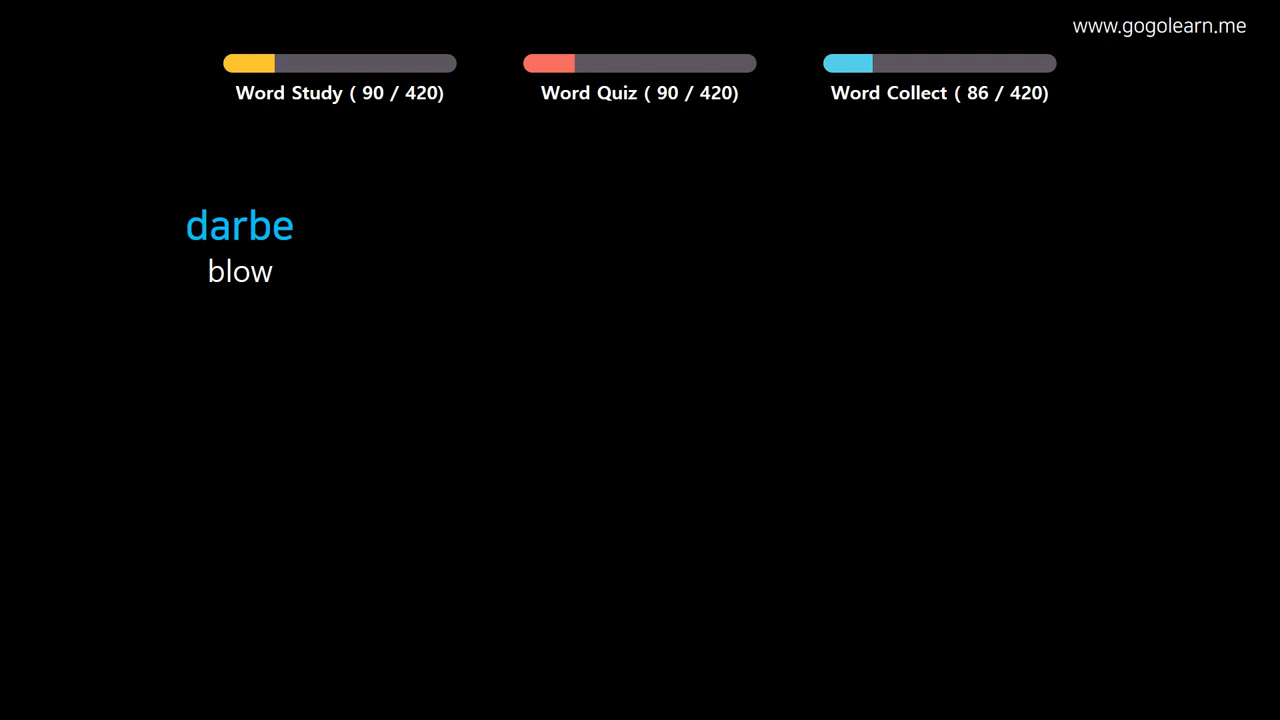 www.gogolearn.me
Word Study ( 90 / 420)
Word Quiz ( 90 / 420)
Word Collect ( 86 / 420)
darbe
blow